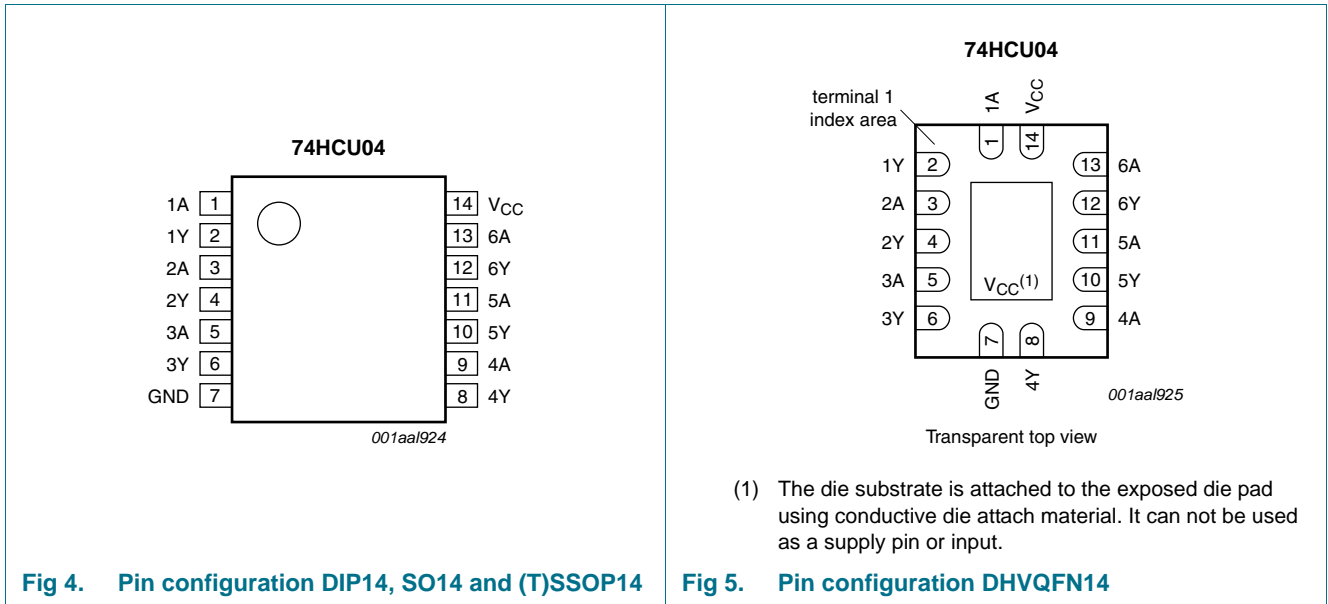 74HCU04
1A 1 14 VCC
1Y 2 13 6A
2A 3 12 6Y
2Y 4 11 5A
3A 5 10 5Y
3Y 6 9 4A
GND 7 8 4Y
001aal924
Fig 4. Pin configuration DIP14, SO14 and (T)SSOP14
74HCU04
terminal 1
index area
1A VCC
1 14
1Y 2 13 6A
2A 3 12 6Y
2Y 4 11 5A
3A 5 10 5Y
VCC(1)
3Y 6 9 4A
7 8
GND 4Y
001aal925
Transparent top view
(1) The die substrate is attached to the exposed die pad
using conductive die attach material. It can not be used
as a supply pin or input.
Fig 5. Pin configuration DHVQFN14